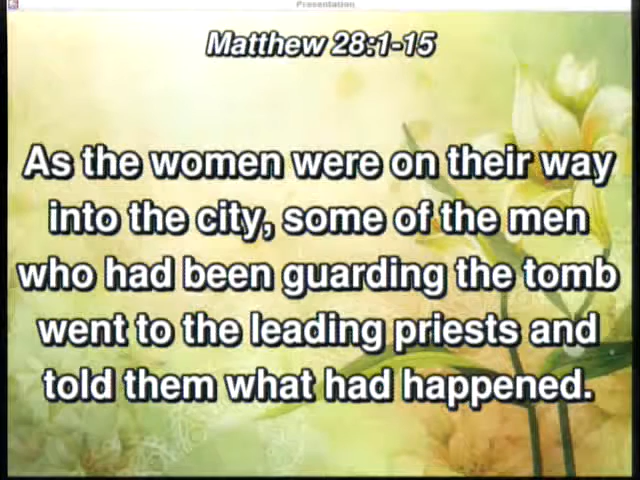 Presentation
Matthew 28:1-15
As the women were on their way
into the city, some of the men
who had been guarding the tomb
went to the leading priests and
told them what had happened.